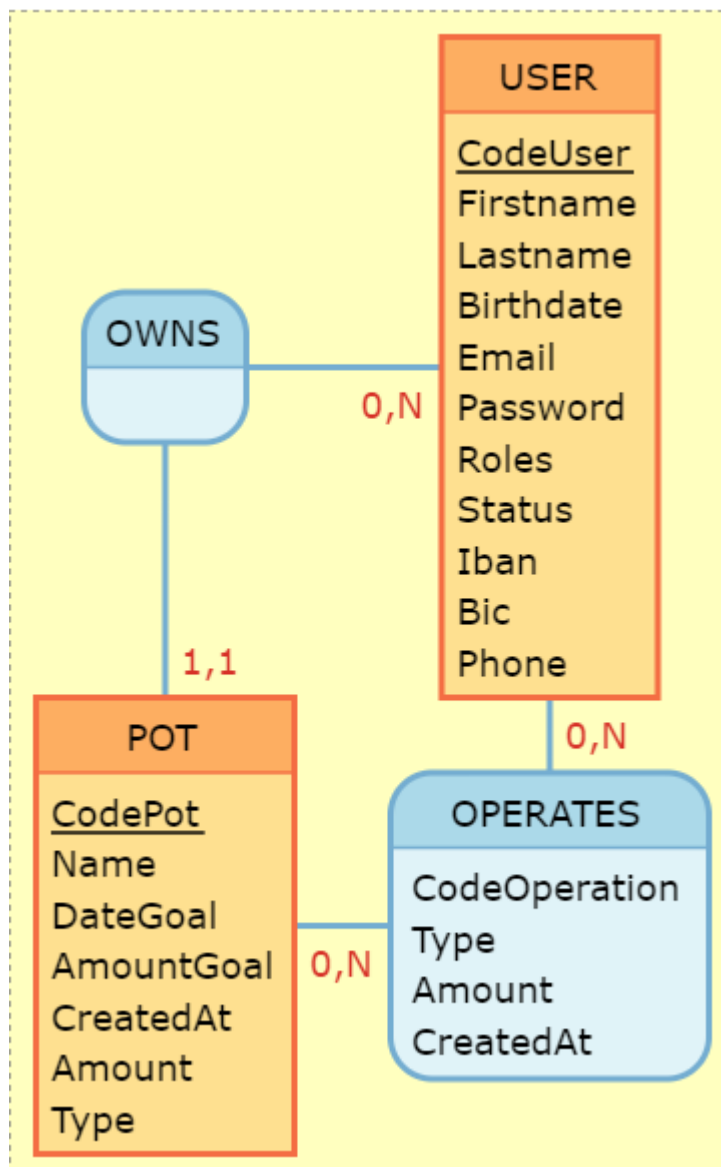 USER
CodeUser
Firstname
Lastname
Birthdate
Email
Password
Roles
Status
Iban
Bic
Phone
OWNS
0,N
1,1
0,N
POT
CodePot
Name
DateGoal
AmountGoal
CreatedAt
Amount
Type
0,N
OPERATES
CodeOperation
Type
Amount
CreatedAt